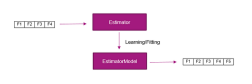 Estimator
F1 F2 F3 F4
Learning/Fitting
EstimatorModel
F1 F2 F3 F4 F5